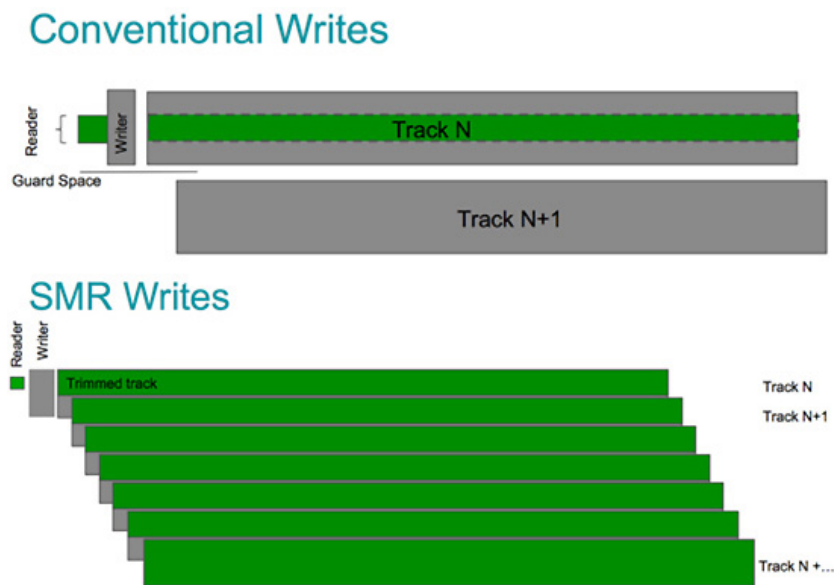 Conventional Writes
Reader
Writer
Track N
Guard Space
Track N+1
SMR Writes
Reader
Writer
Trimmed track
Track N
Track N+1
Track N +...